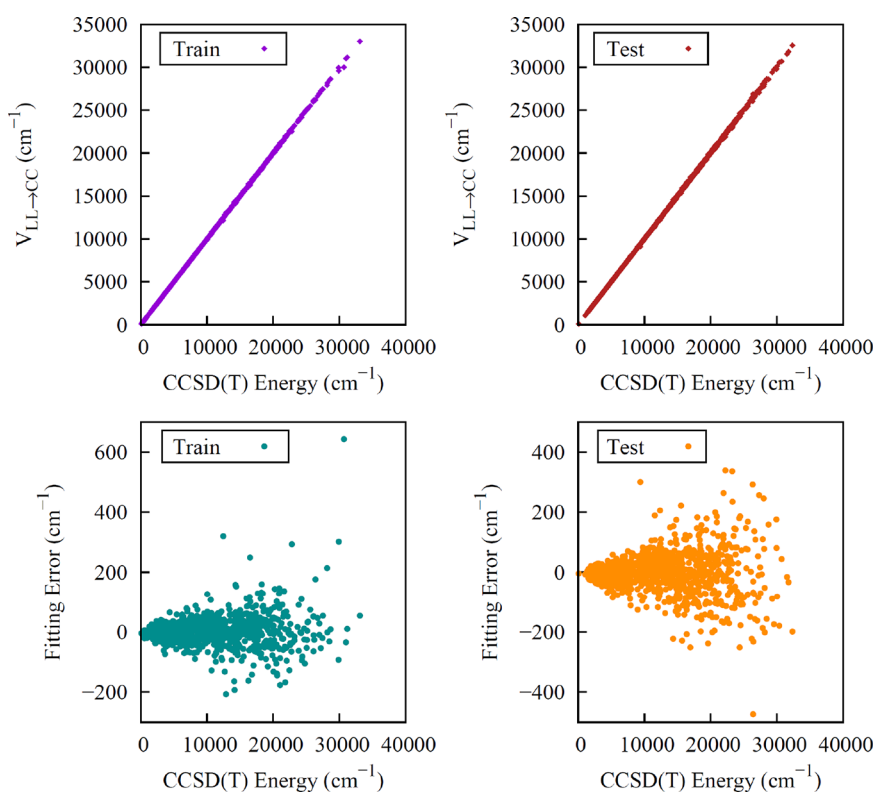 35000
30000
25000
20000
15000
10000
5000
0
V_LL→CC (cm⁻¹)
Train
0 10000 20000 30000 40000
CCSD(T) Energy (cm⁻¹)
35000
30000
25000
20000
15000
10000
5000
0
V_LL→CC (cm⁻¹)
Test
0 10000 20000 30000 40000
CCSD(T) Energy (cm⁻¹)
600
400
200
0
−200
Fitting Error (cm⁻¹)
Train
0 10000 20000 30000 40000
CCSD(T) Energy (cm⁻¹)
400
200
0
−200
−400
Fitting Error (cm⁻¹)
Test
0 10000 20000 30000 40000
CCSD(T) Energy (cm⁻¹)